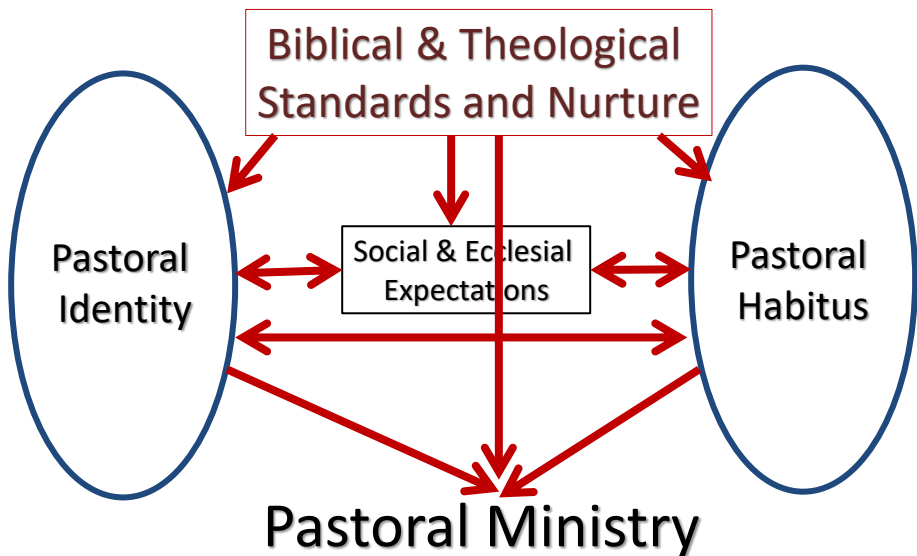 Biblical & Theological
Standards and Nurture
Pastoral
Identity
Social & Ecclesial
Expectations
Pastoral
Habitus
Pastoral Ministry